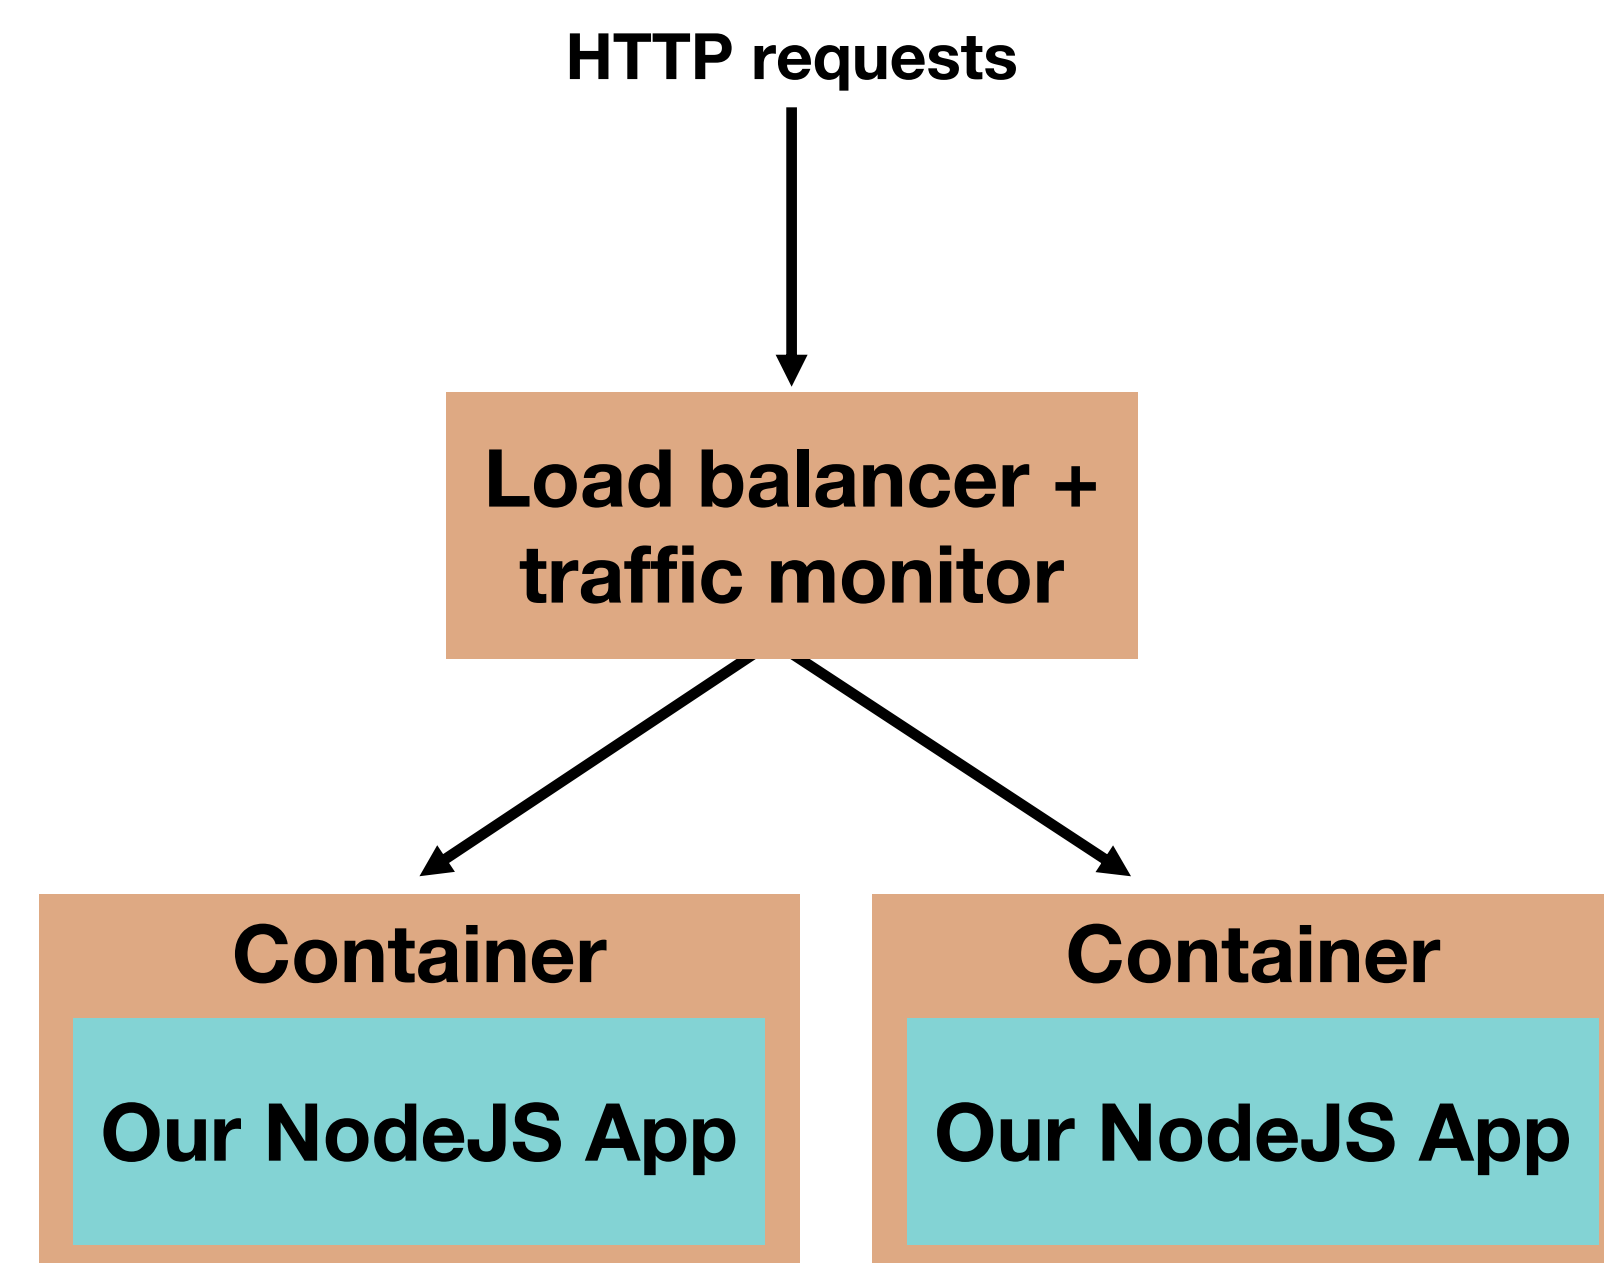 HTTP requests
Load balancer +
traffic monitor
Container
Container
Our NodeJS App
Our NodeJS App